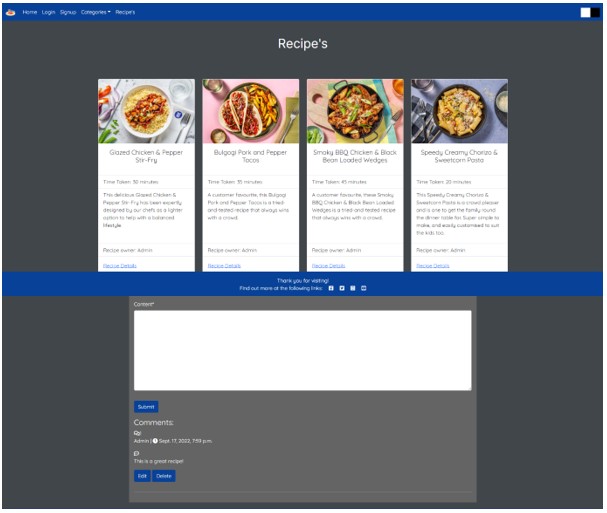 Home Login Signup Categories Recipe's
Recipe's
Glazed Chicken & Pepper
Stir-Fry
Time Taken: 30 minutes
This delicious Glazed Chicken &
Pepper Stir-Fry has been expertly
designed by our chefs as a lighter
option to help with a balanced
lifestyle.
Recipe owner: Admin
Recipe Details
Bulgogi Pork and Pepper
Tacos
Time Taken: 35 minutes
A customer favourite, this Bulgogi
Pork and Pepper Tacos is a tried
and tested recipe that always wins
with a crowd.
Recipe owner: Admin
Recipe Details
Smoky BBQ Chicken & Black
Bean Loaded Wedges
Time Taken: 45 minutes
A customer favourite, these Smoky
BBQ Chicken & Black Bean Loaded
Wedges is a tried and tested recipe
that always wins with a crowd.
Recipe owner: Admin
Recipe Details
Speedy Creamy Chorizo &
Sweetcorn Pasta
Time Taken: 20 minutes
This Speedy Creamy Chorizo &
Sweetcorn Pasta is a crowd pleaser
and is one to get the family round
the dinner table for. Super simple to
make, and easily customised to suit
the kids too.
Recipe owner: Admin
Recipe Details
Thank you for visiting!
Find out more at the following links:
Content*
Submit
Comments:
Admin | Sept. 17, 2022, 7:59 p.m.
This is a great recipe!
Edit Delete